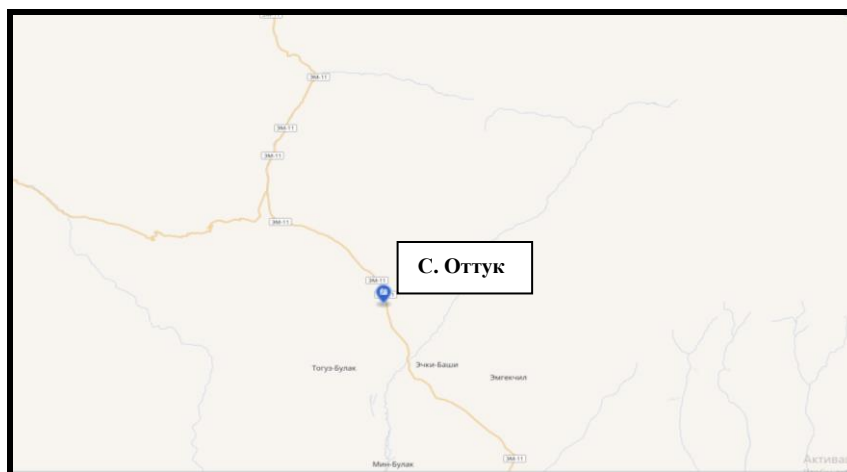 ЭМ-11
ЭМ-11
ЭМ-11
ЭМ-11
С. Оттук
ЭМ-11
Тогуз-Булак
Эчки-Баши
Эмгекчил
ЭМ-11
Мин-Булак
Актива